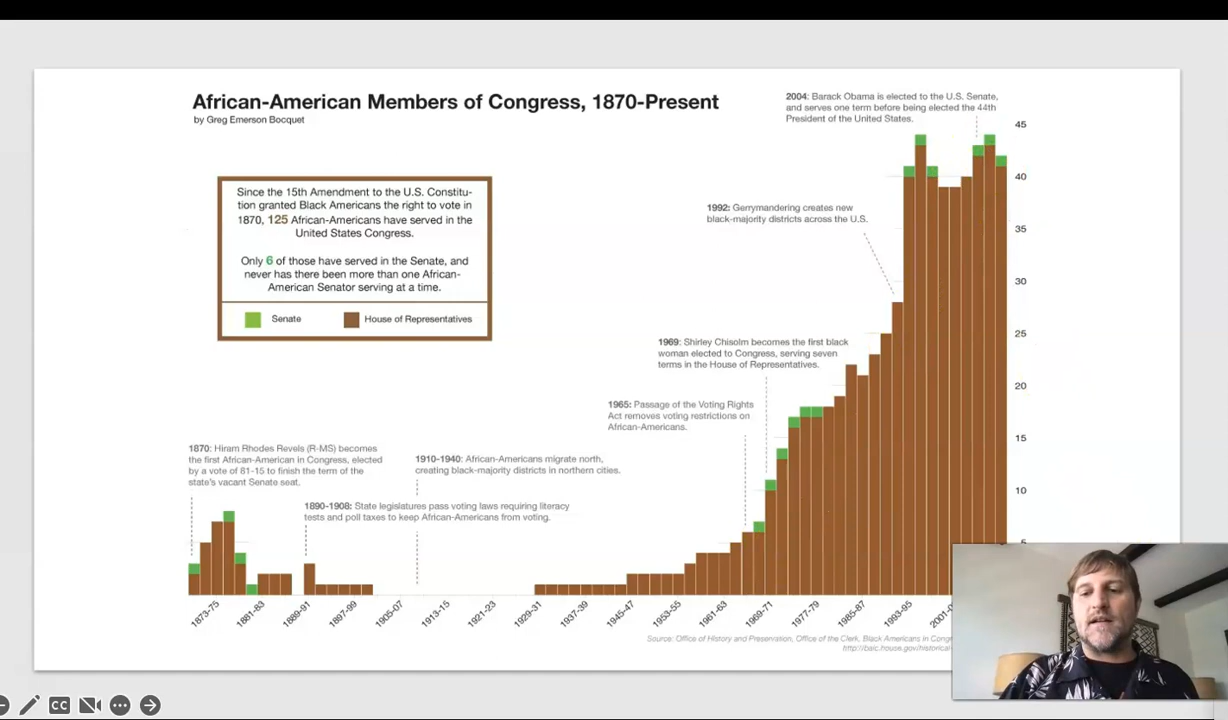 African-American Members of Congress, 1870-Present
by Greg Emerson Bocquet
2004: Barack Obama is elected to the U.S. Senate,
and serves one term before being elected the 44th
President of the United States.
Since the 15th Amendment to the U.S. Constitu-
tion granted Black Americans the right to vote in
1870, 125 African-Americans have served in the
United States Congress.
Only 6 of those have served in the Senate, and
never has there been more than one African-
American Senator serving at a time.
Senate
House of Representatives
1992: Gerrymandering creates new
black-majority districts across the U.S.
1969: Shirley Chisolm becomes the first black
woman elected to Congress, serving seven
terms in the House of Representatives.
1965: Passage of the Voting Rights
Act removes voting restrictions on
African-Americans.
1870: Hiram Rhodes Revels (R-MS) becomes
the first African-American in Congress, elected
by a vote of 81-15 to finish the term of the
state's vacant Senate seat.
1910-1940: African-Americans migrate north,
creating black-majority districts in northern cities.
1890-1908: State legislatures pass voting laws requiring literacy
tests and poll taxes to keep African-Americans from voting.
45
40
35
30
25
20
15
10
5
1873-75
1881-83
1889-91
1897-99
1905-07
1913-15
1921-23
1929-31
1937-39
1945-47
1953-55
1961-63
1969-71
1977-79
1985-87
1993-95
2001-0
Source: Office of History and Preservation, Office of the Clerk, Black Americans in Congr
http://baic.house.gov/historical-
CC